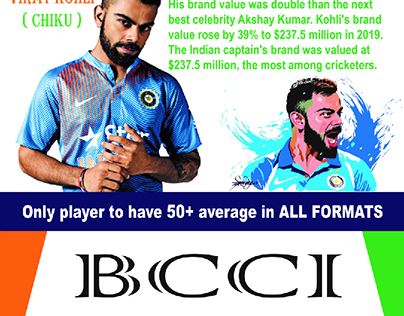 VIRAT KOHLI
( CHIKU )
His brand value was double than the next
best celebrity Akshay Kumar. Kohli's brand
value rose by 39% to $237.5 million in 2019.
The Indian captain's brand was valued at
$237.5 million, the most among cricketers.
Only player to have 50+ average in ALL FORMATS
BCCI